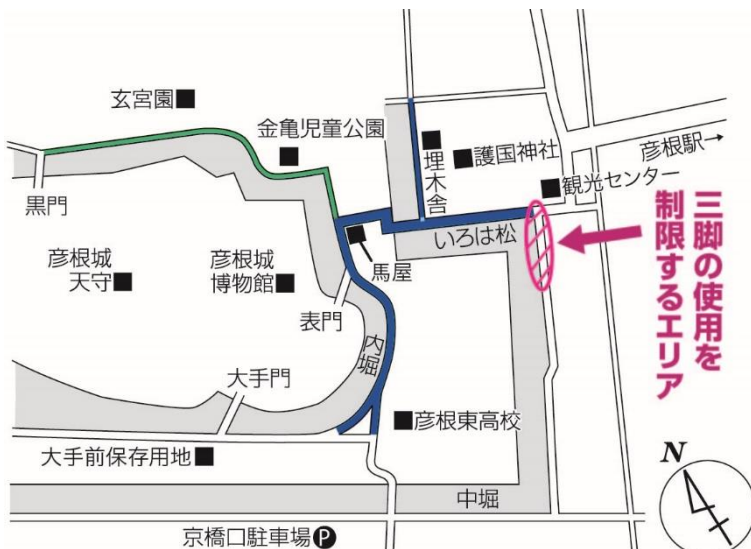 玄宮園
金亀児童公園
黒門
埋木舎
護国神社
彦根駅→
観光センター
いろは松
三脚の使用を
制限するエリア
彦根城
天守
彦根城
博物館
馬屋
表門
内堀
大手門
彦根東高校
大手前保存用地
中堀
京橋口駐車場P
N